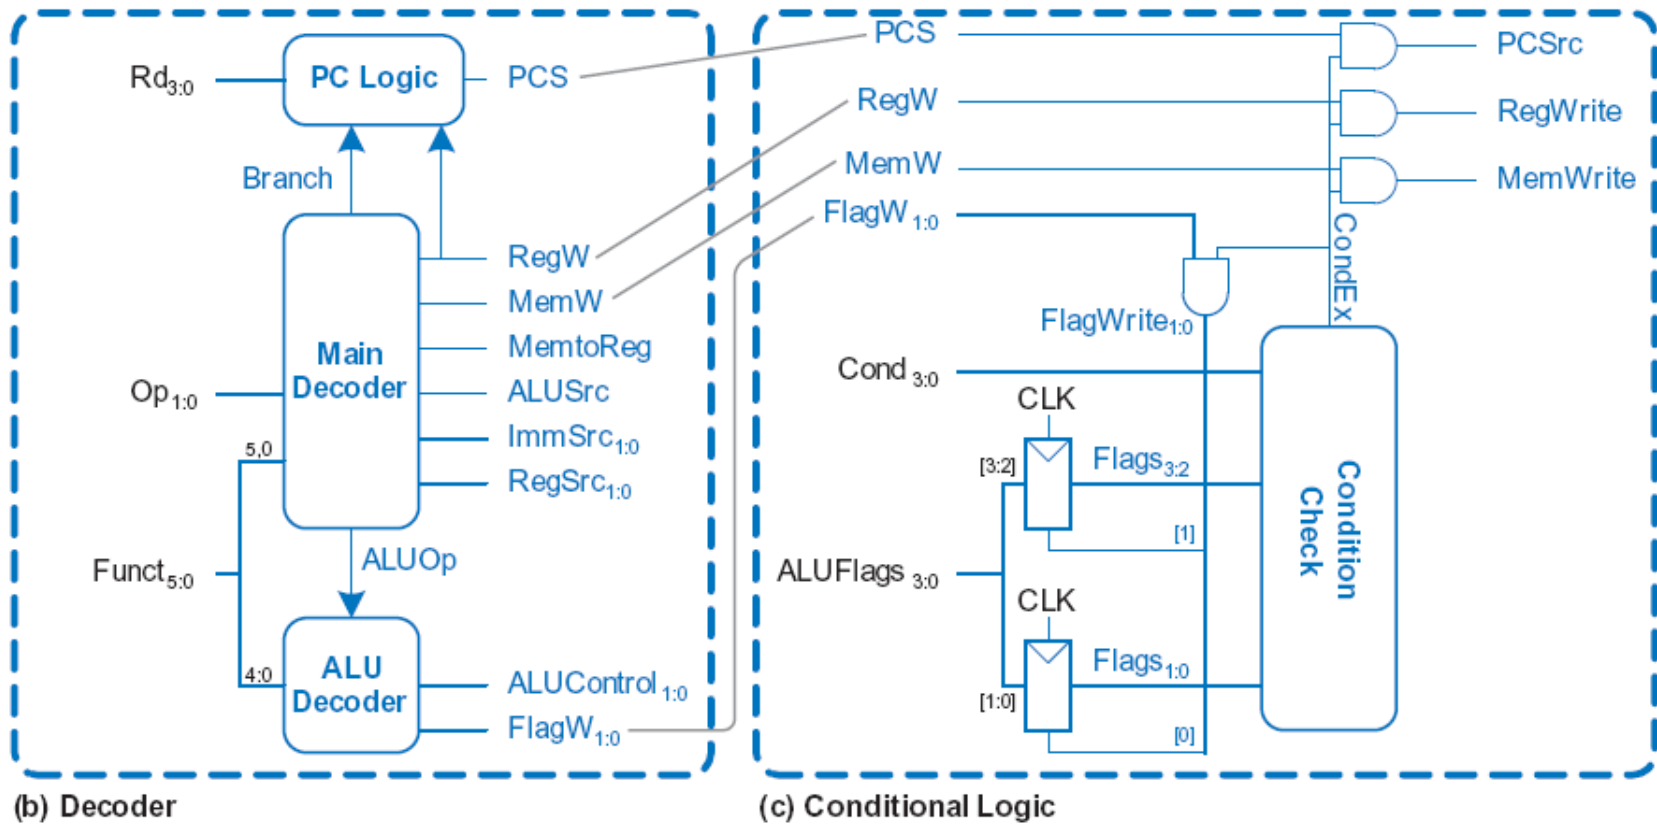 Rd3:0
PC Logic
PCS
Branch
RegW
MemW
MemtoReg
ALUSrc
ImmSrc1:0
RegSrc1:0
Main
Decoder
Op1:0
5,0
Funct5:0
ALUOp
4:0
ALU
Decoder
ALUControl1:0
FlagW1:0
(b) Decoder
PCS
RegW
MemW
FlagW1:0
PCSrc
RegWrite
MemWrite
CondEx
FlagWrite1:0
Cond3:0
CLK
[3:2]
Flags3:2
[1]
ALUFlags3:0
CLK
[1:0]
Flags1:0
[0]
Condition
Check
(c) Conditional Logic